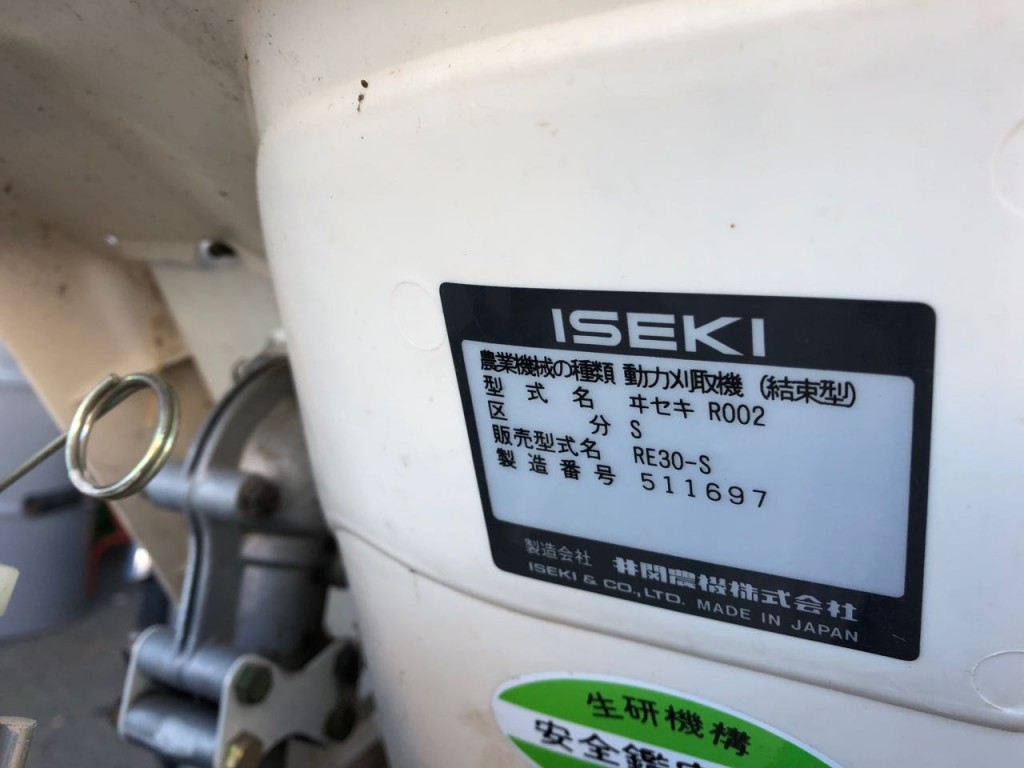 ISEKI
農業機械の種類 動力刈取機 (結束型)
型式名 ヰセキ R002
区分 S
販売型式名 RE30-S
製造番号 511697
製造会社 井関農機株式会社
ISEKI & CO.,LTD. MADE IN JAPAN
生研機構
安全鑑